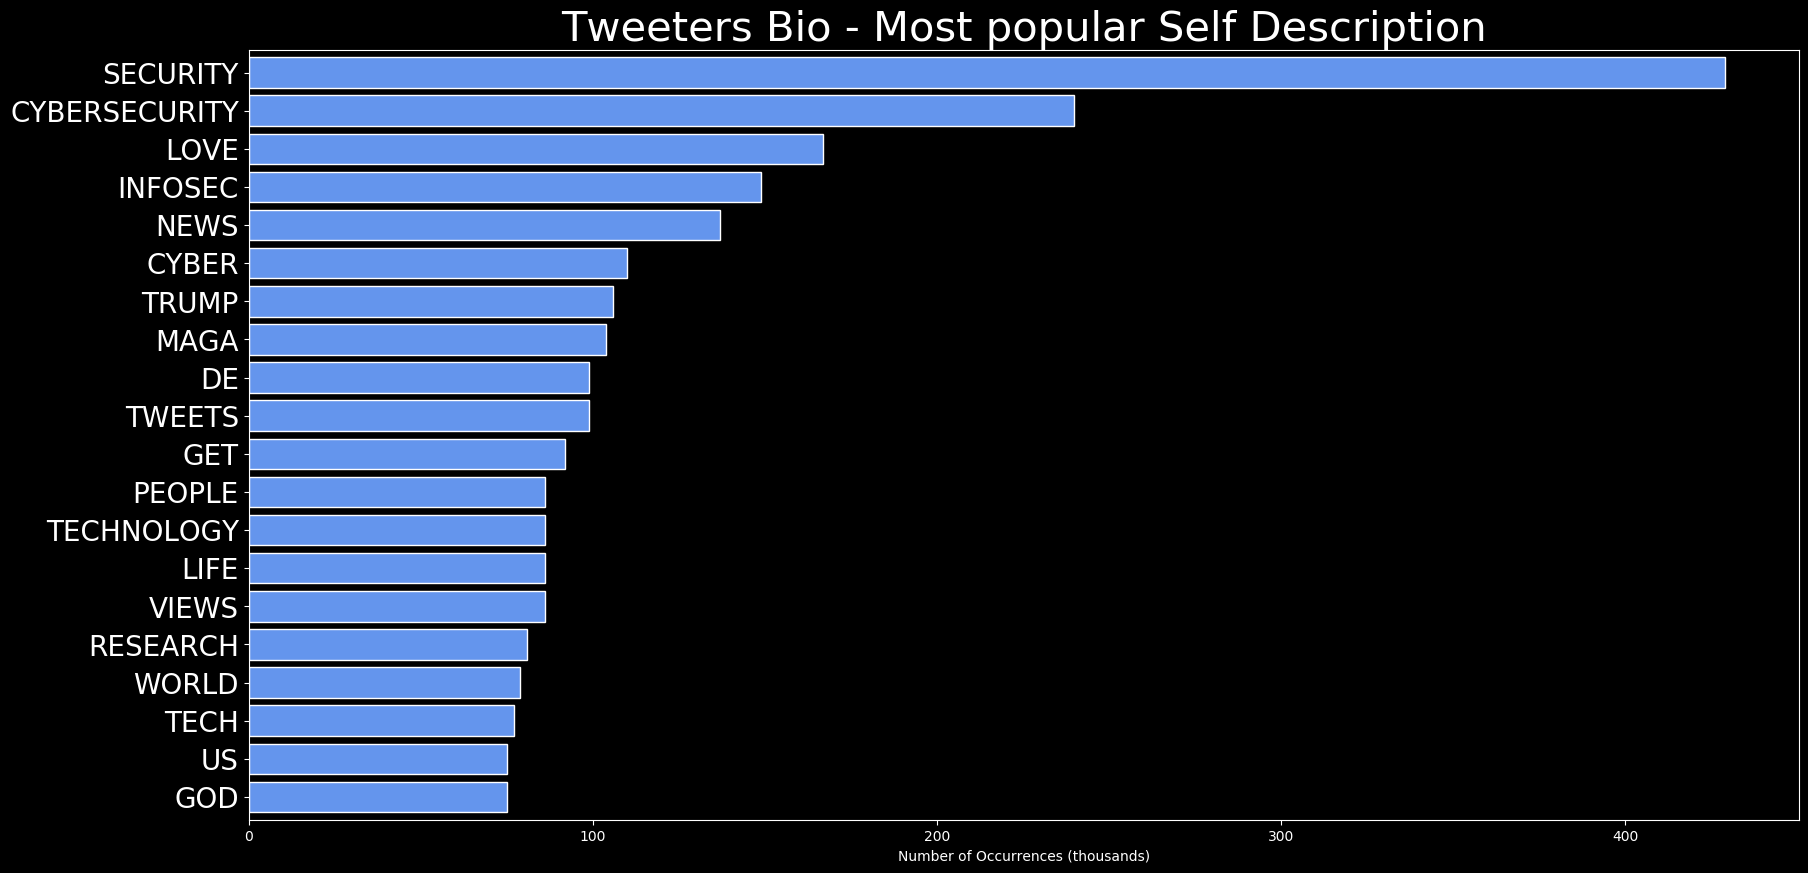 Tweeters Bio - Most popular Self Description
SECURITY
CYBERSECURITY
LOVE
INFOSEC
NEWS
CYBER
TRUMP
MAGA
DE
TWEETS
GET
PEOPLE
TECHNOLOGY
LIFE
VIEWS
RESEARCH
WORLD
TECH
US
GOD
0 100 200 300 400
Number of Occurrences (thousands)